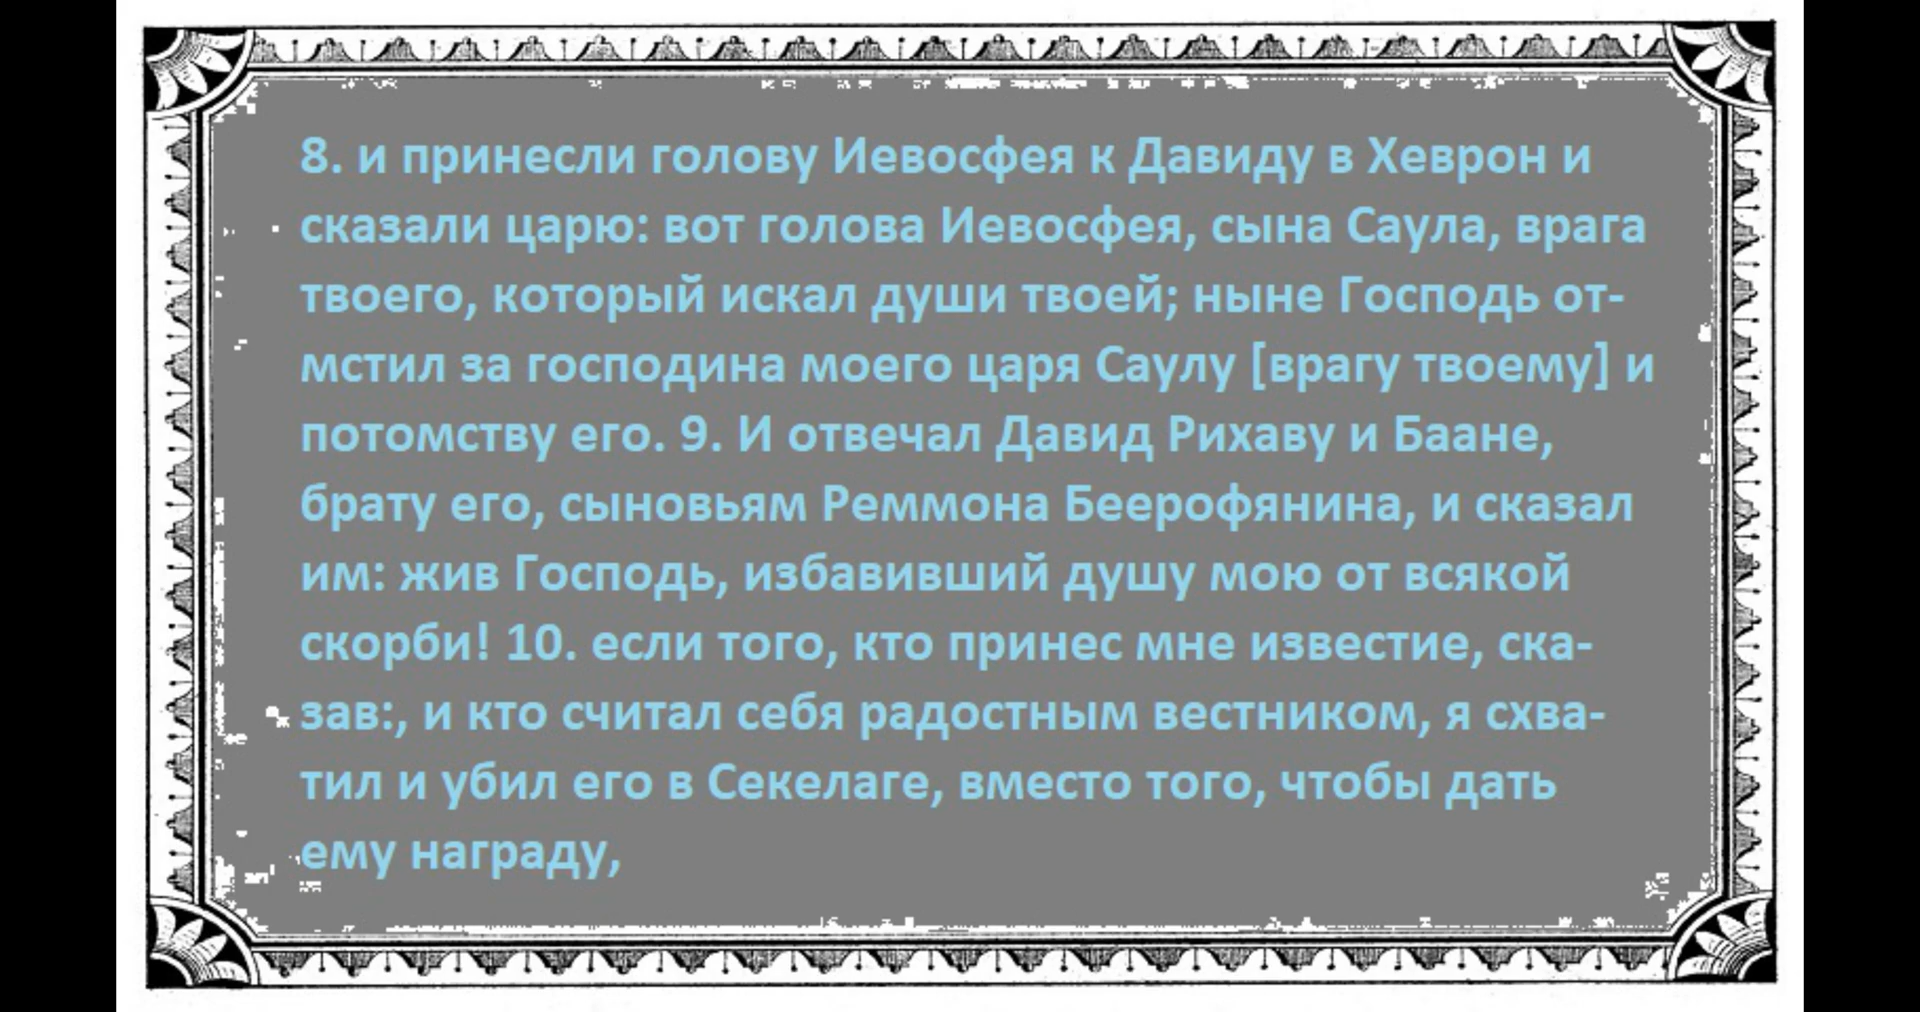 8. и принесли голову Иевосфея к Давиду в Хеврон и
сказали царю: вот голова Иевосфея, сына Саула, врага
твоего, который искал души твоей; ныне Господь от-
мстил за господина моего царя Саулу [врагу твоему] и
потомству его. 9. И отвечал Давид Рихаву и Баане,
брату его, сыновьям Реммона Беерофянина, и сказал
им: жив Господь, избавивший душу мою от всякой
скорби! 10. если того, кто принес мне известие, ска-
зав:, и кто считал себя радостным вестником, я схва-
тил и убил его в Секелаге, вместо того, чтобы дать
ему награду,